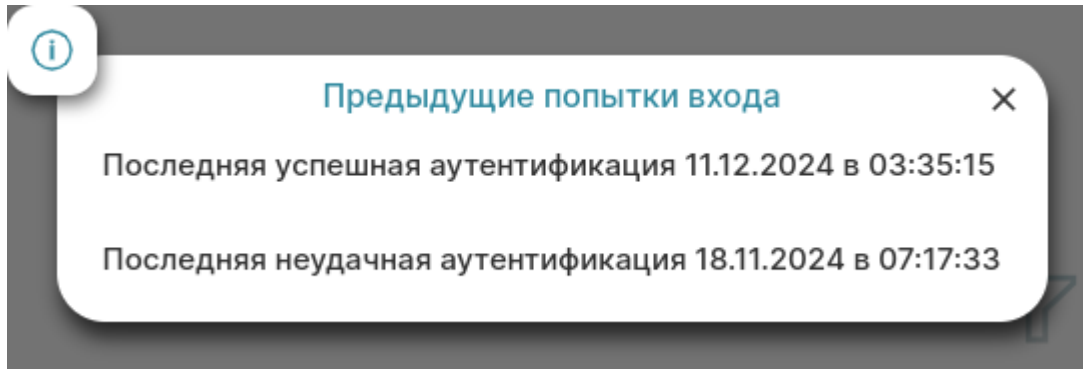 Предыдущие попытки входа
Последняя успешная аутентификация 11.12.2024 в 03:35:15
Последняя неудачная аутентификация 18.11.2024 в 07:17:33